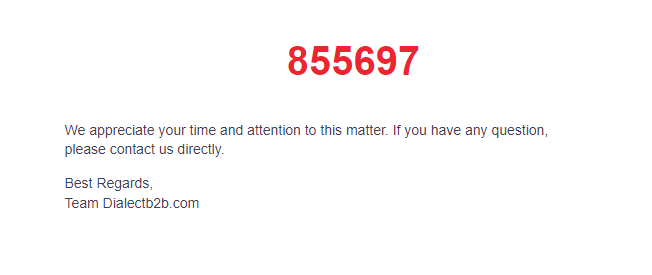 855697
We appreciate your time and attention to this matter. If you have any question,
please contact us directly.
Best Regards,
Team Dialectb2b.com